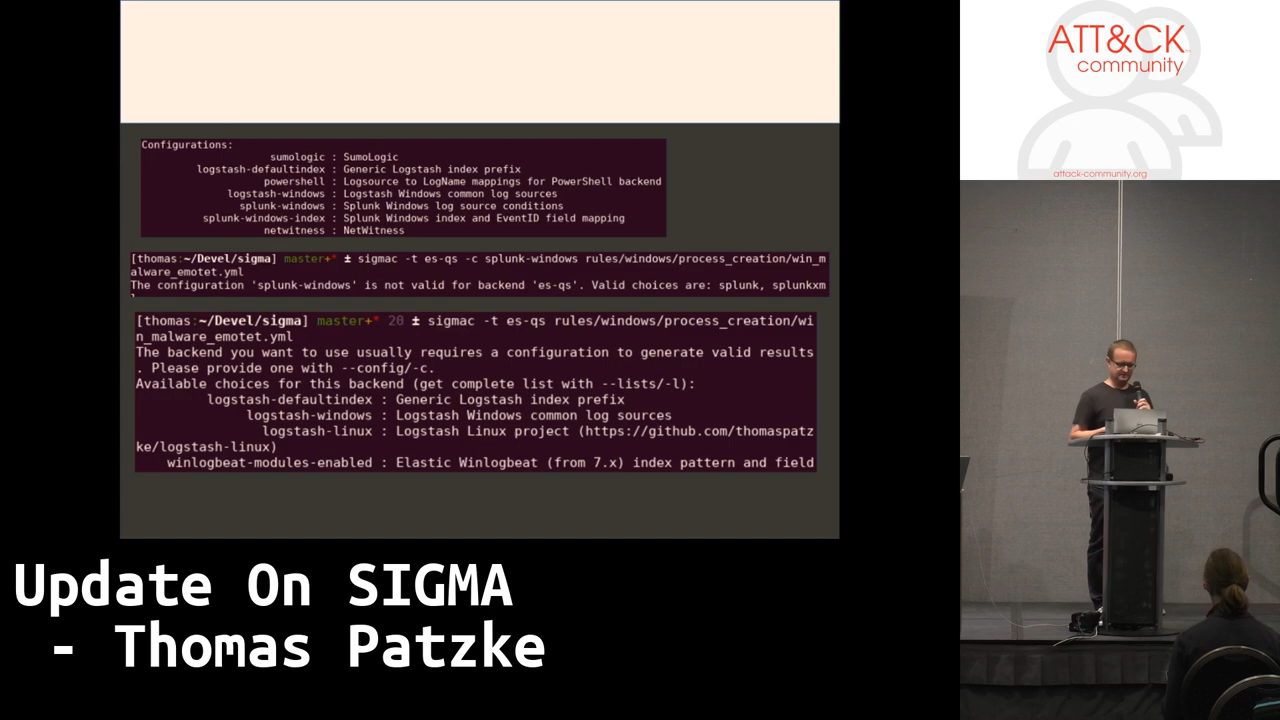 Configurations:
sumologic : SumoLogic
logstash-defaultindex : Generic Logstash index prefix
powershell : Logsource to LogName mappings for PowerShell backend
logstash-windows : Logstash Windows common log sources
splunk-windows : Splunk Windows log source conditions
splunk-windows-index : Splunk Windows index and EventID field mapping
netwitness : NetWitness
[thomas:~/Devel/sigma] master+* ± sigmac -t es-qs -c splunk-windows rules/windows/process_creation/win_m
alware_emotet.yml
The configuration 'splunk-windows' is not valid for backend 'es-qs'. Valid choices are: splunk, splunkxm
[thomas:~/Devel/sigma] master+* 20 ± sigmac -t es-qs rules/windows/process_creation/wi
n_malware_emotet.yml
The backend you want to use usually requires a configuration to generate valid results
. Please provide one with --config/-c.
Available choices for this backend (get complete list with --lists/-l):
logstash-defaultindex : Generic Logstash index prefix
logstash-windows : Logstash Windows common log sources
logstash-linux : Logstash Linux project (https://github.com/thomaspatz
ke/logstash-linux)
winlogbeat-modules-enabled : Elastic Winlogbeat (from 7.x) index pattern and field
Update On SIGMA
- Thomas Patzke
ATT&CK
community
attack-community.org